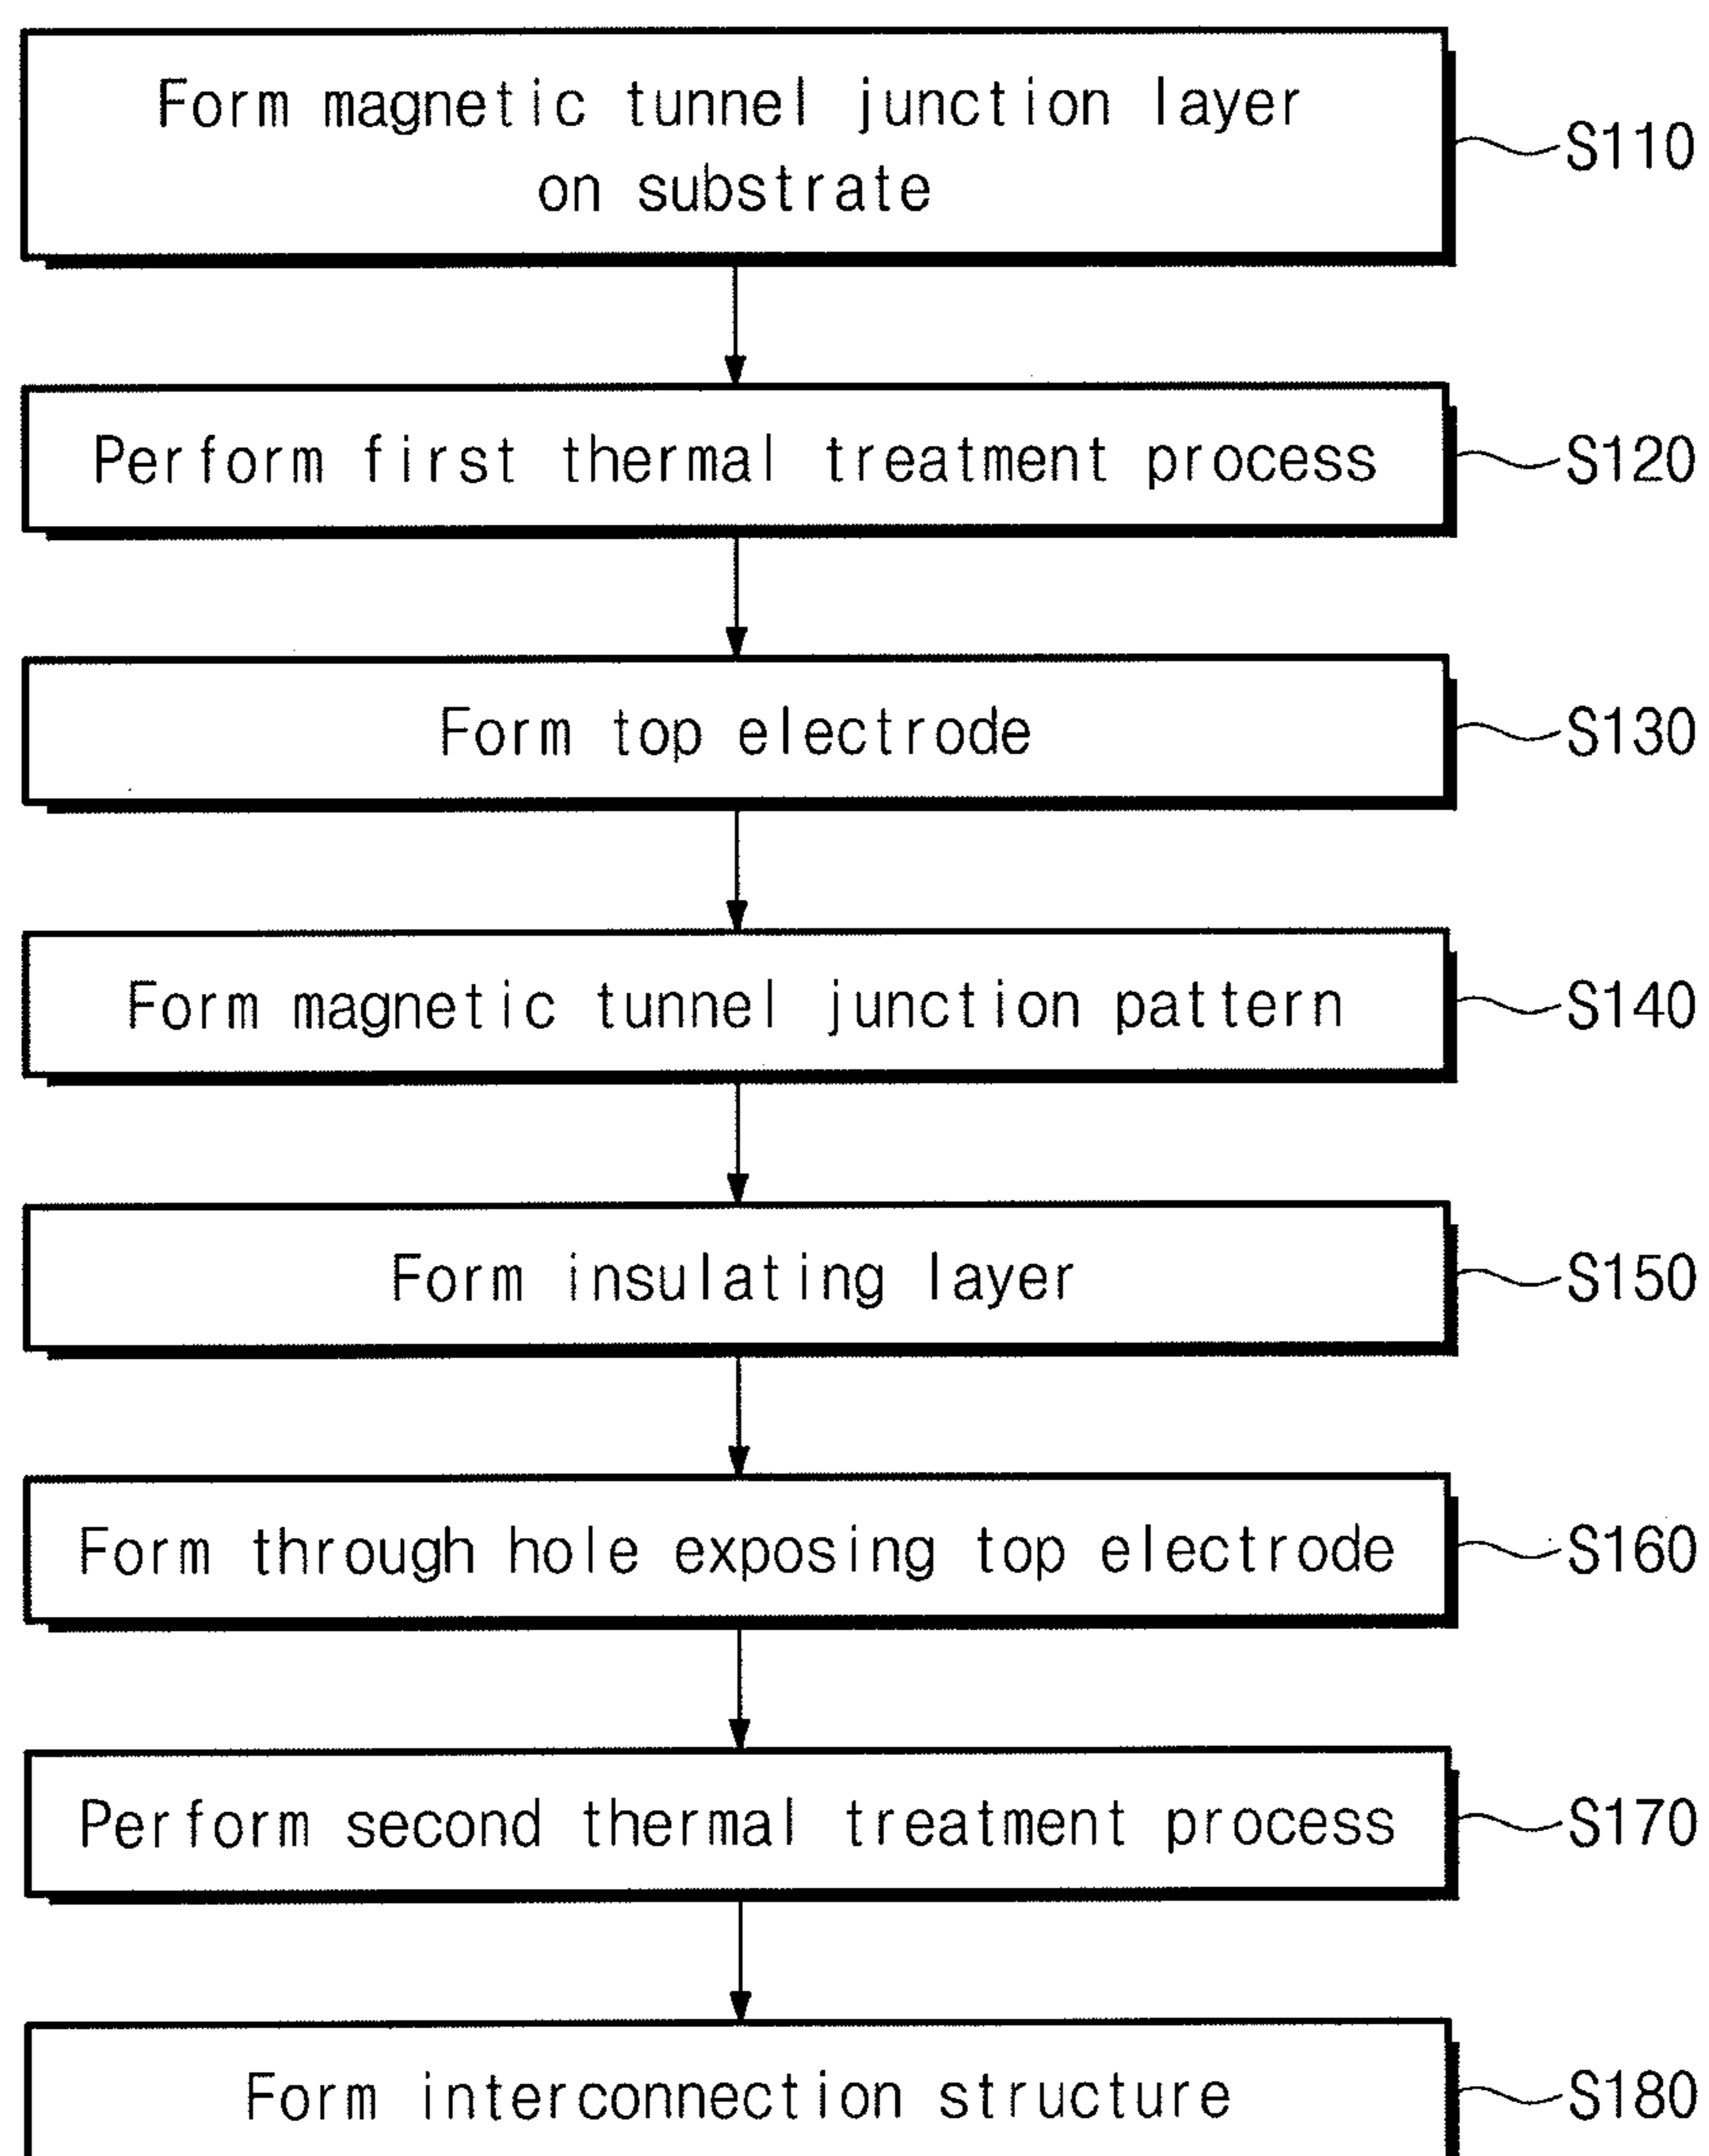 Form magnetic tunnel junction layer
on substrate
S110
Perform first thermal treatment process
S120
Form top electrode
S130
Form magnetic tunnel junction pattern
S140
Form insulating layer
S150
Form through hole exposing top electrode
S160
Perform second thermal treatment process
S170
Form interconnection structure
S180